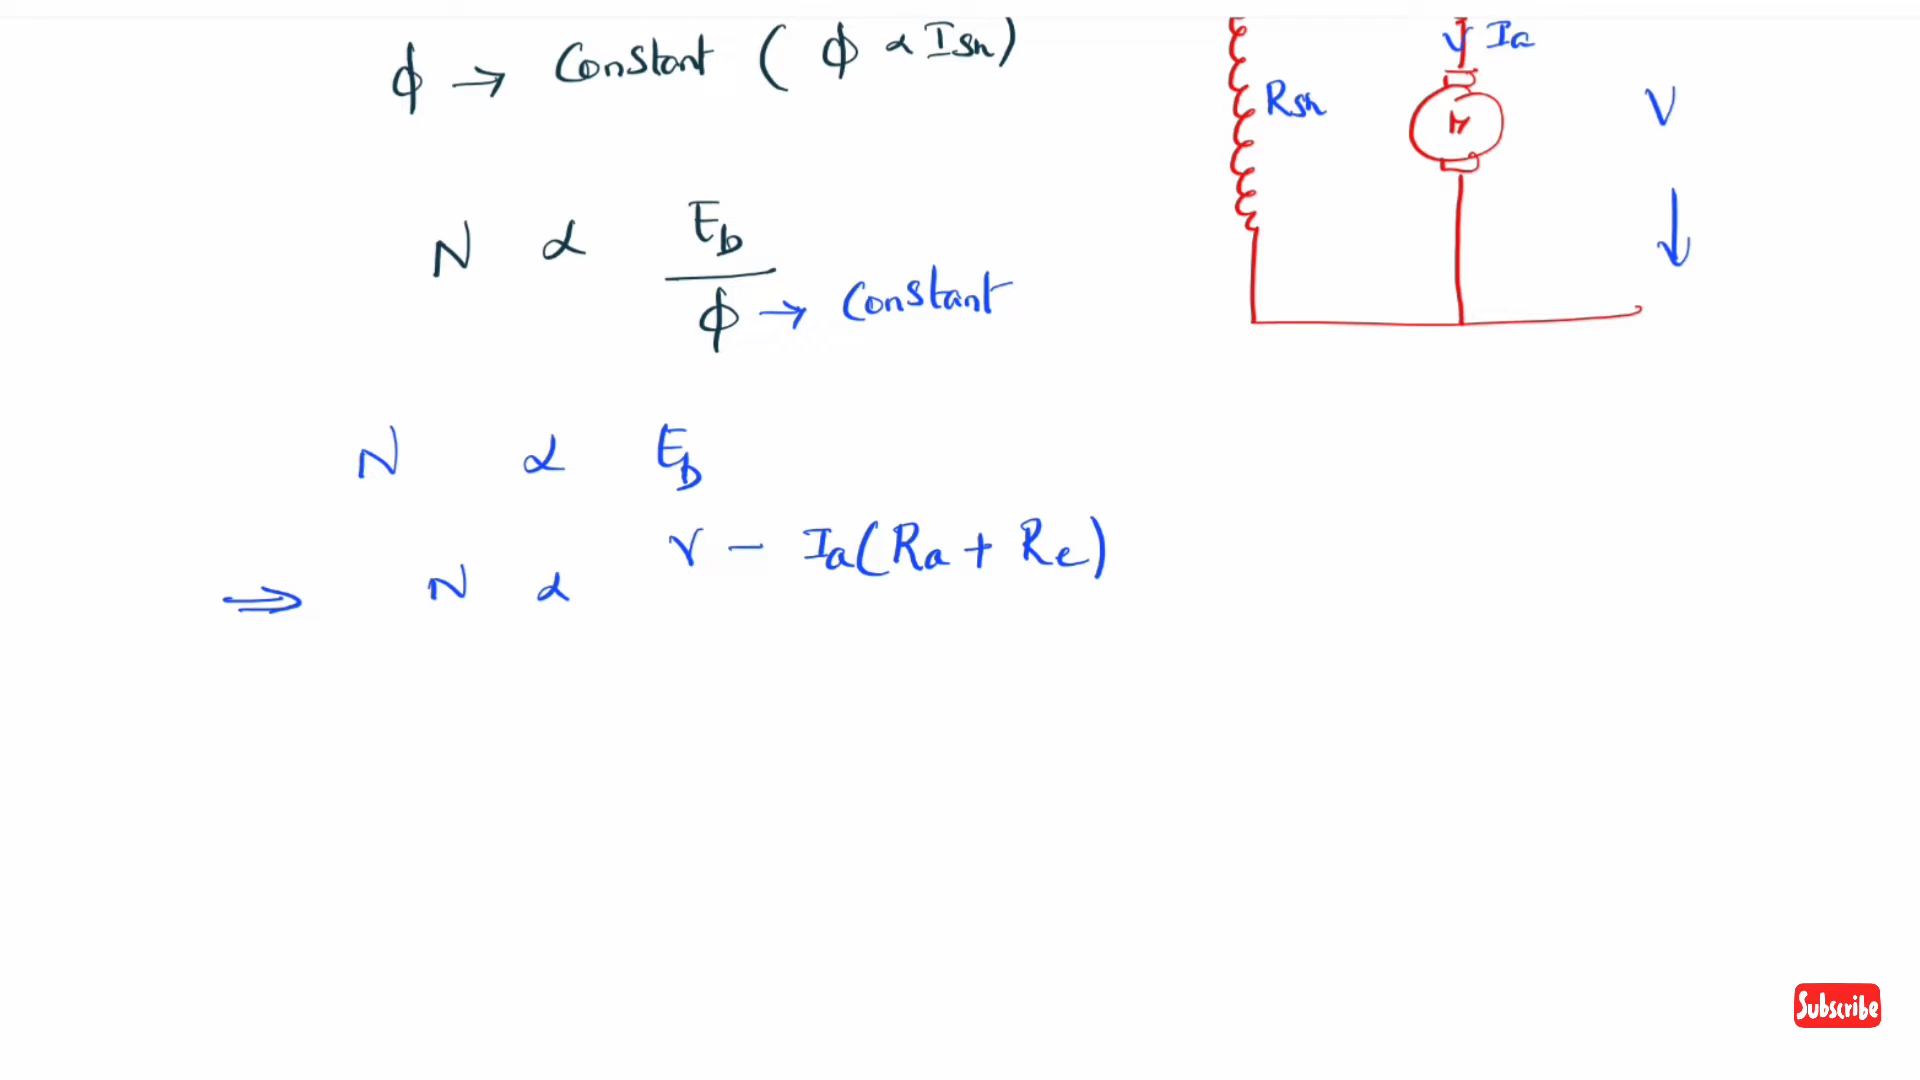 ϕ → Constant ( ϕ ∝ Ish)
Ia
Rsh
M
V
N ∝ Eb
ϕ → Constant
N ∝ Eb
V - Ia(Ra + Re)
⇒ N ∝
Subscribe